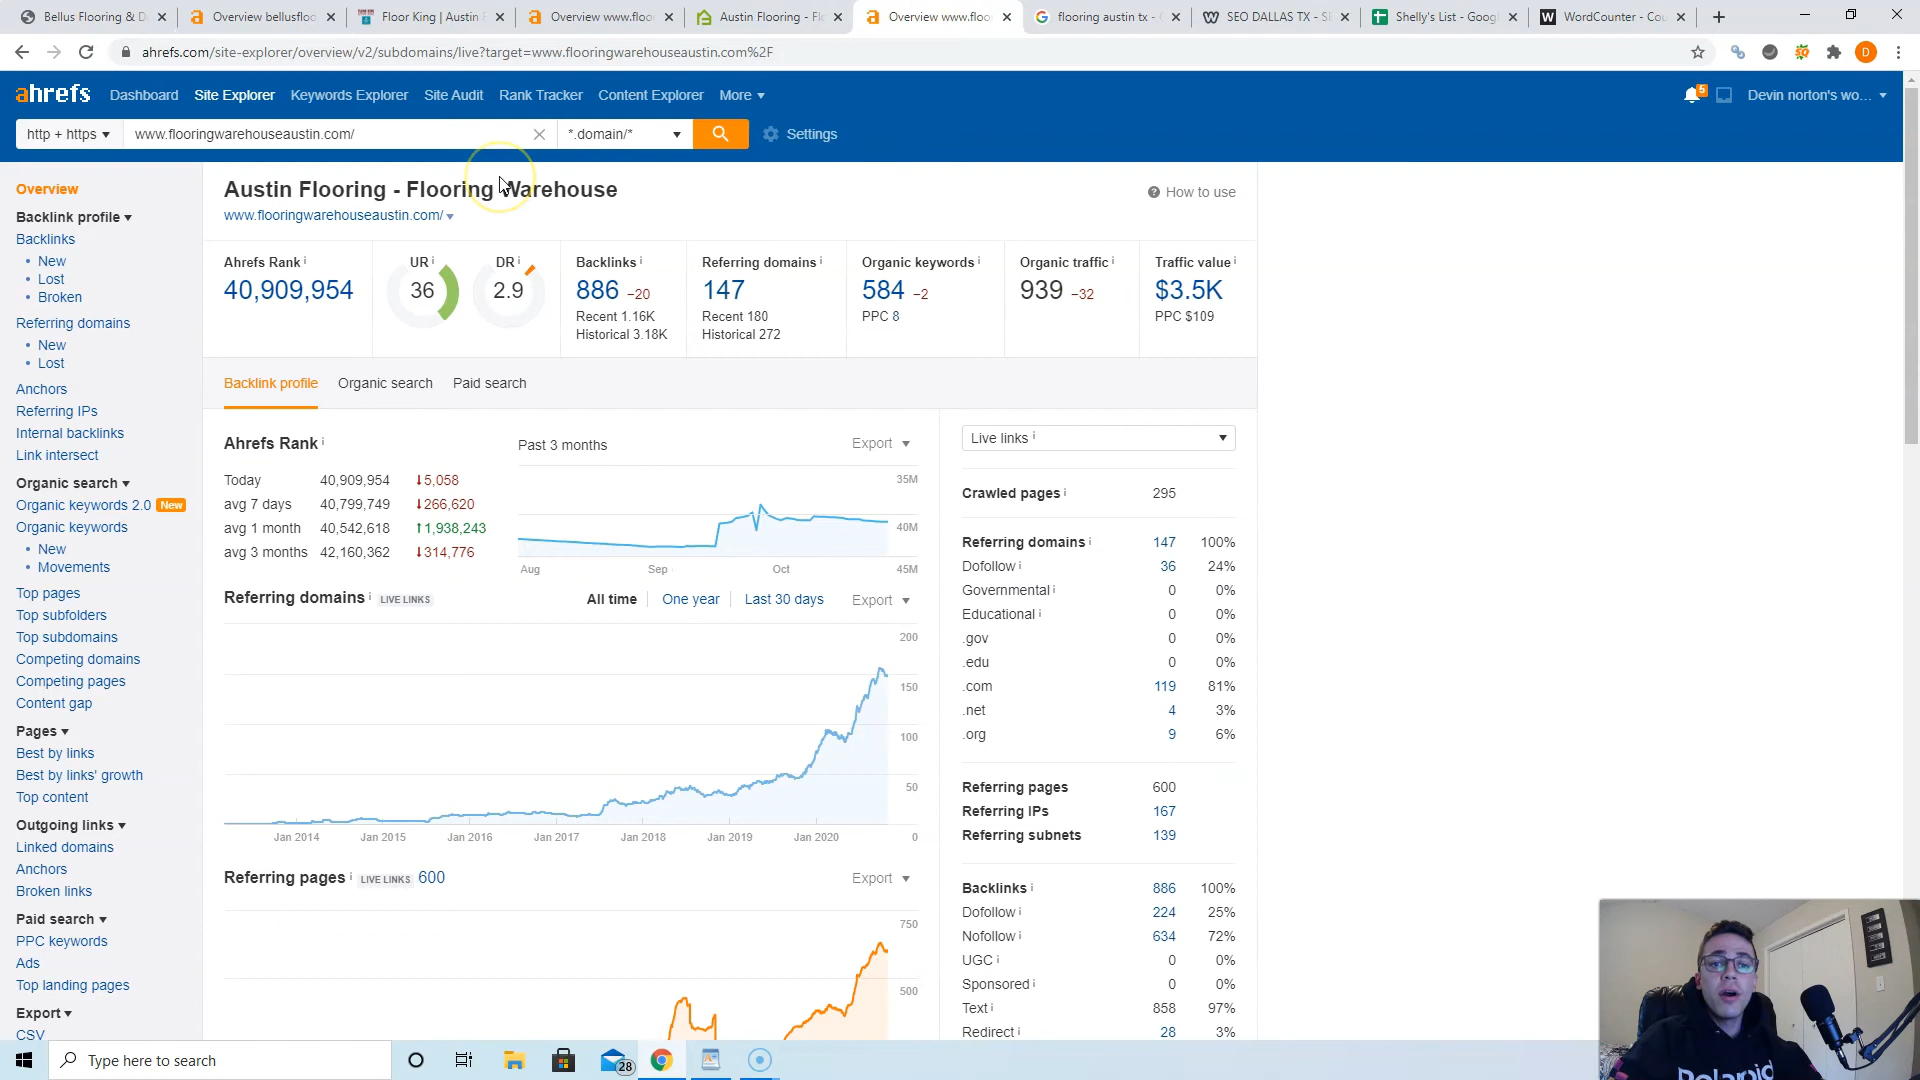 Bellus Flooring & D
Overview bellusfloo
Floor King | Austin F
Overview www.floo
Austin Flooring - Fl
Overview www.floo
flooring austin tx -
SEO DALLAS TX - S
Shelly's List - Goog
WordCounter - Cou
ahrefs.com/site-explorer/overview/v2/subdomains/live?target=www.flooringwarehouseaustin.com%2F
D
ahrefs
Dashboard
Site Explorer
Keywords Explorer
Site Audit
Rank Tracker
Content Explorer
More
5
Devin norton's wo...
http + https
www.flooringwarehouseaustin.com/
*.domain/*
Settings
Overview
Backlink profile
Backlinks
• New
• Lost
• Broken
Referring domains
• New
• Lost
Anchors
Referring IPs
Internal backlinks
Link intersect
Organic search
Organic keywords 2.0 New
Organic keywords
• New
• Movements
Top pages
Top subfolders
Top subdomains
Competing domains
Competing pages
Content gap
Pages
Best by links
Best by links' growth
Top content
Outgoing links
Linked domains
Anchors
Broken links
Paid search
PPC keywords
Ads
Top landing pages
Export
CSV
Austin Flooring - Flooring Warehouse
www.flooringwarehouseaustin.com/
How to use
Ahrefs Rank
40,909,954
UR
36
DR
2.9
Backlinks
886 −20
Recent 1.16K
Historical 3.18K
Referring domains
147
Recent 180
Historical 272
Organic keywords
584 −2
PPC 8
Organic traffic
939 −32
Traffic value
$3.5K
PPC $109
Backlink profile
Organic search
Paid search
Ahrefs Rank
Past 3 months
Export
Today 40,909,954 ↓5,058
avg 7 days 40,799,749 ↓266,620
avg 1 month 40,542,618 ↑1,938,243
avg 3 months 42,160,362 ↓314,776
35M
40M
45M
Aug Sep Oct
Referring domains LIVE LINKS
All time
One year
Last 30 days
Export
200
150
100
50
0
Jan 2014 Jan 2015 Jan 2016 Jan 2017 Jan 2018 Jan 2019 Jan 2020
Referring pages LIVE LINKS 600
Export
750
500
Live links
Crawled pages 295
Referring domains 147 100%
Dofollow 36 24%
Governmental 0 0%
Educational 0 0%
.gov 0 0%
.edu 0 0%
.com 119 81%
.net 4 3%
.org 9 6%
Referring pages 600
Referring IPs 167
Referring subnets 139
Backlinks 886 100%
Dofollow 224 25%
Nofollow 634 72%
UGC 0 0%
Sponsored 0 0%
Text 858 97%
Redirect 28 3%
Polaroid
Type here to search
28